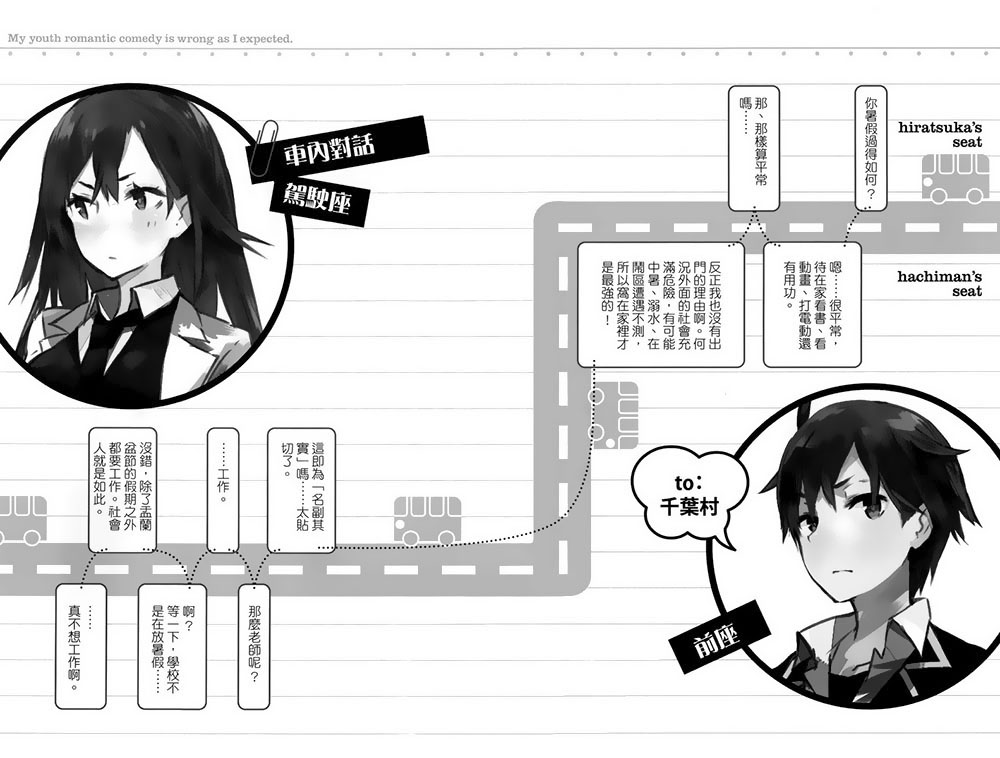 My youth romantic comedy is wrong as I expected.
車內對話
駕駛座
hiratsuka's
seat
hachiman's
seat
你暑假過得如何？
嗯……很平常，
待在家看書、看
動畫、打電動還
有用功。
那、那樣算平常
嗎……
反正我也沒有出
門的理由啊。何
況外面的社會充
滿危險，有可能
中暑、溺水、在
鬧區遭遇不測，
所以窩在家裡才
是最強的！
to：
千葉村
前座
這即為「名副其
實」嗎……太貼
切了。
那麼老師呢？
……工作。
啊？
等一下，學校不
是在放暑假……
沒錯，除了盂蘭
盆節的假期之外
都要工作。社會
人就是如此。
……
真不想工作啊。